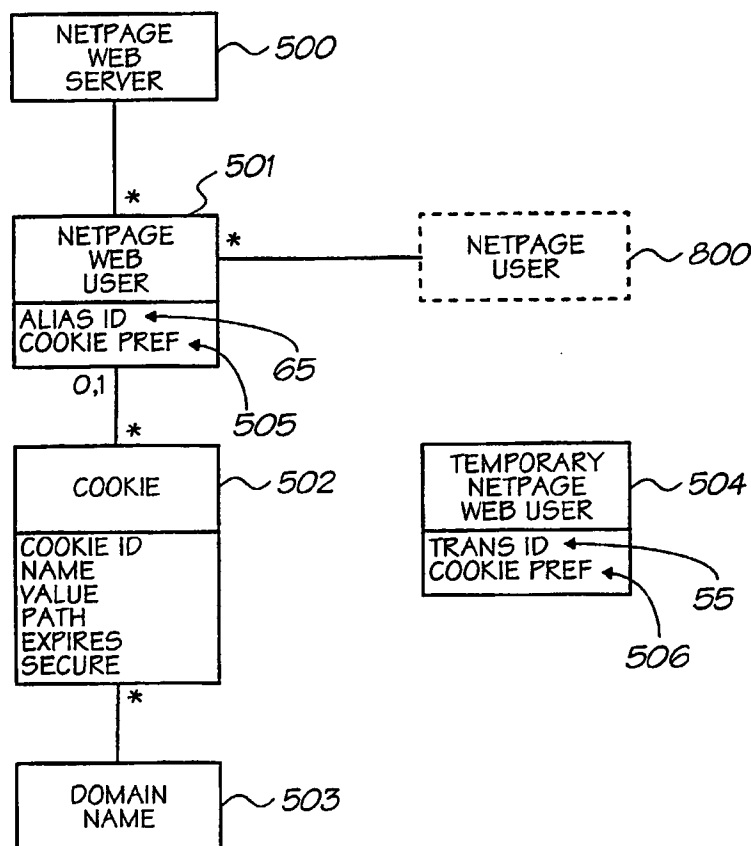 NETPAGE
WEB
SERVER
500
*
501
NETPAGE
WEB
USER
*
NETPAGE
USER
800
ALIAS ID
COOKIE PREF
65
505
0,1
*
COOKIE
502
COOKIE ID
NAME
VALUE
PATH
EXPIRES
SECURE
TEMPORARY
NETPAGE
WEB USER
504
TRANS ID
COOKIE PREF
55
506
*
DOMAIN
NAME
503